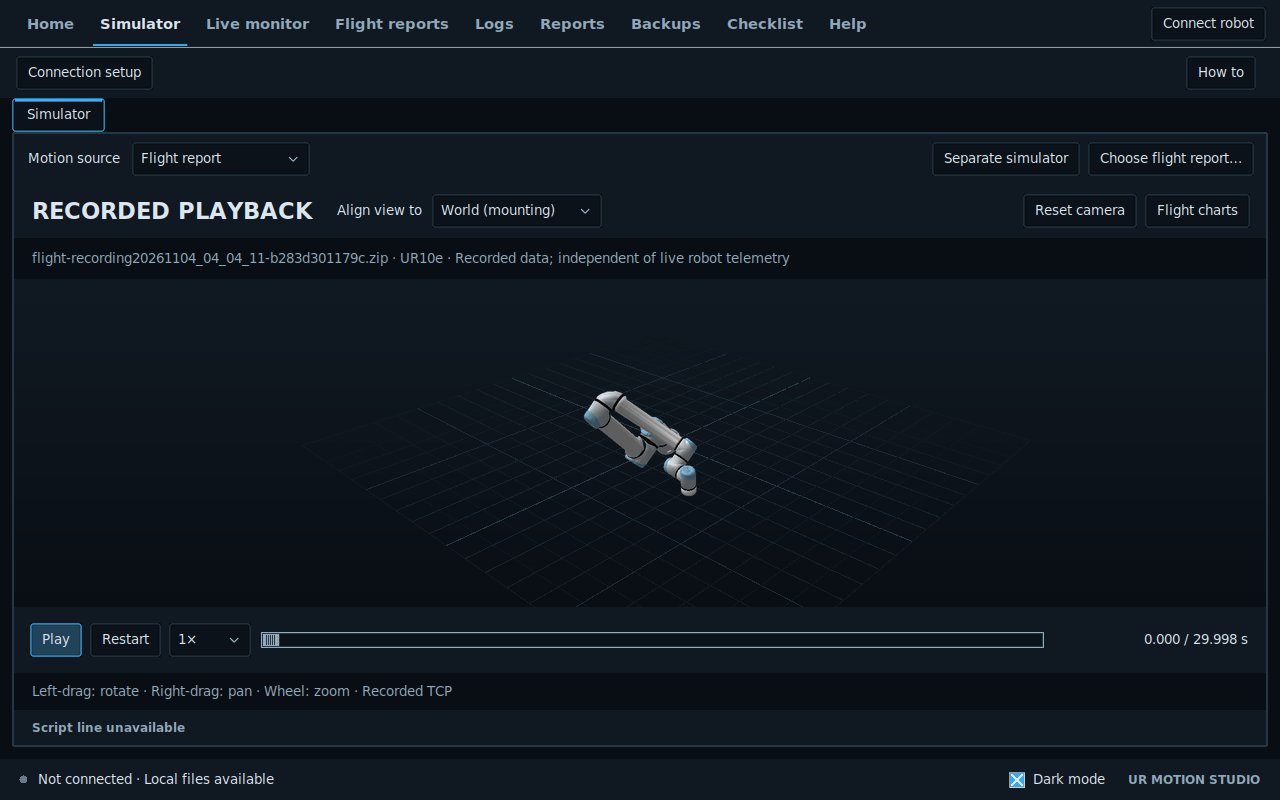 Home Simulator Live monitor Flight reports Logs Reports Backups Checklist Help Connect robot
Connection setup How to
Simulator
Motion source Flight report Separate simulator Choose flight report...
RECORDED PLAYBACK Align view to World (mounting) Reset camera Flight charts
flight-recording20261104_04_04_11-b283d301179c.zip · UR10e · Recorded data; independent of live robot telemetry
Play Restart 1× 0.000 / 29.998 s
Left-drag: rotate · Right-drag: pan · Wheel: zoom · Recorded TCP
Script line unavailable
Not connected · Local files available Dark mode UR MOTION STUDIO